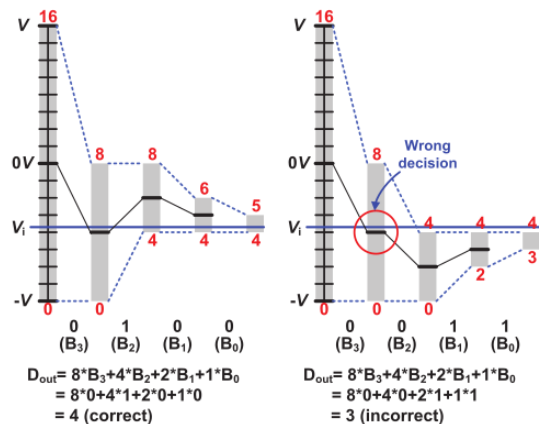 V 16
8
8
0V
6
5
Vi
4
4
4
-V 0
0
0 1 0 0
(B3) (B2) (B1) (B0)
Dout= 8*B3+4*B2+2*B1+1*B0
= 8*0+4*1+2*0+1*0
= 4 (correct)
V 16
Wrong
decision
8
0V
4
4
4
Vi
2
3
-V 0
0
0
0 0 1 1
(B3) (B2) (B1) (B0)
Dout= 8*B3+4*B2+2*B1+1*B0
= 8*0+4*0+2*1+1*1
= 3 (incorrect)